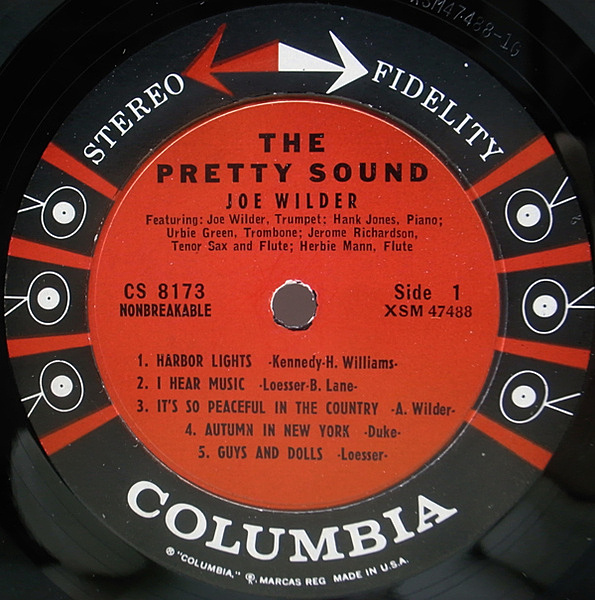 XSM47488-1G
STEREO FIDELITY
THE
PRETTY SOUND
JOE WILDER
Featuring: Joe Wilder, Trumpet; Hank Jones, Piano;
Urbie Green, Trombone; Jerome Richardson,
Tenor Sax and Flute; Herbie Mann, Flute
CS 8173
NONBREAKABLE
Side 1
XSM 47488
1. HARBOR LIGHTS -Kennedy-H. Williams-
2. I HEAR MUSIC -Loesser-B. Lane-
3. IT'S SO PEACEFUL IN THE COUNTRY -A. Wilder-
4. AUTUMN IN NEW YORK -Duke-
5. GUYS AND DOLLS -Loesser-
COLUMBIA
® "COLUMBIA," ®. MARCAS REG MADE IN U.S.A.